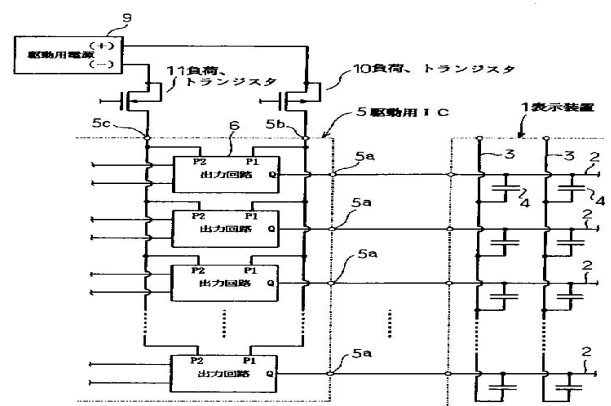 9
駆動用電源
(+)
(-)
11負荷、
トランジスタ
10負荷、トランジスタ
5c
6
5b
5 駆動用IC
1表示装置
P2 P1
Q
出力回路
5a
3
3
2
4
4
P2 P1
Q
出力回路
5a
2
P2 P1
Q
出力回路
5a
2
P2 P1
Q
出力回路
5a
2